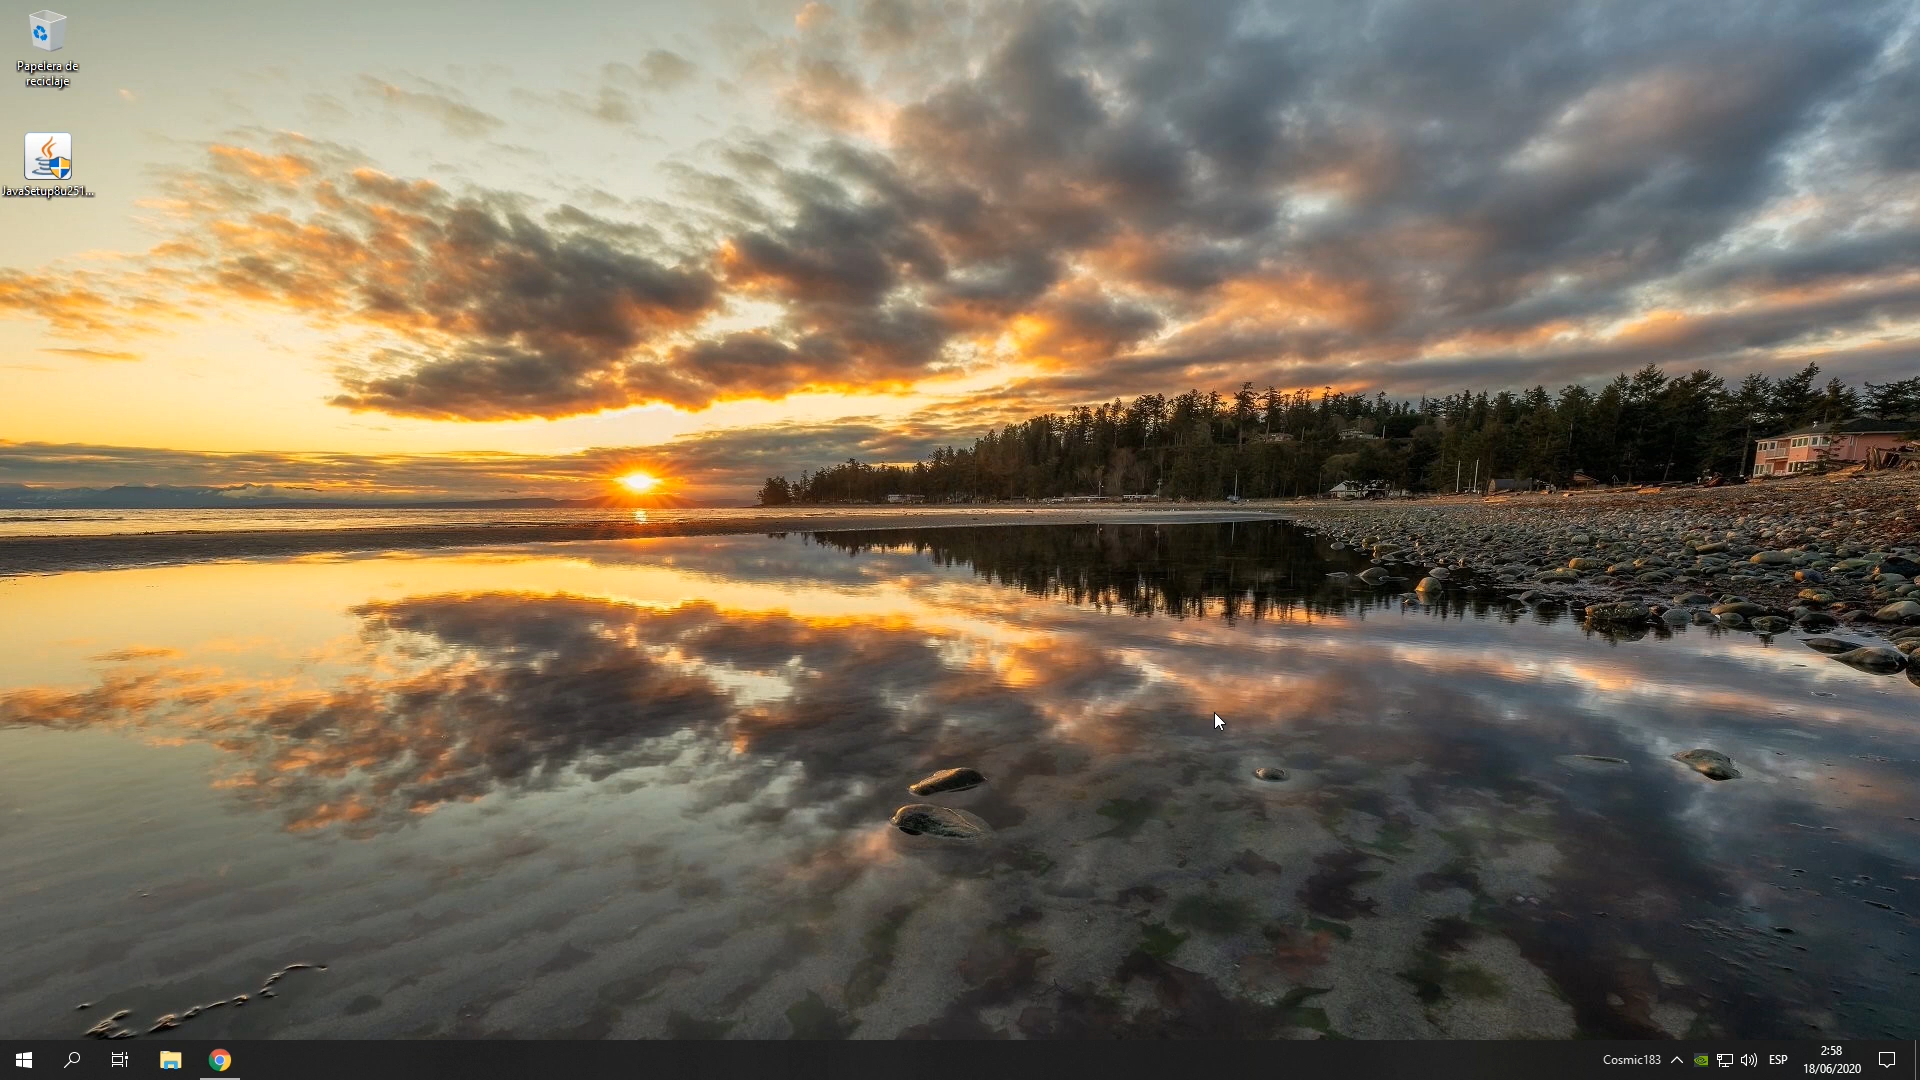 Papelera de
reciclaje
JavaSetup8u251...
Cosmic183
ESP
2:58
18/06/2020